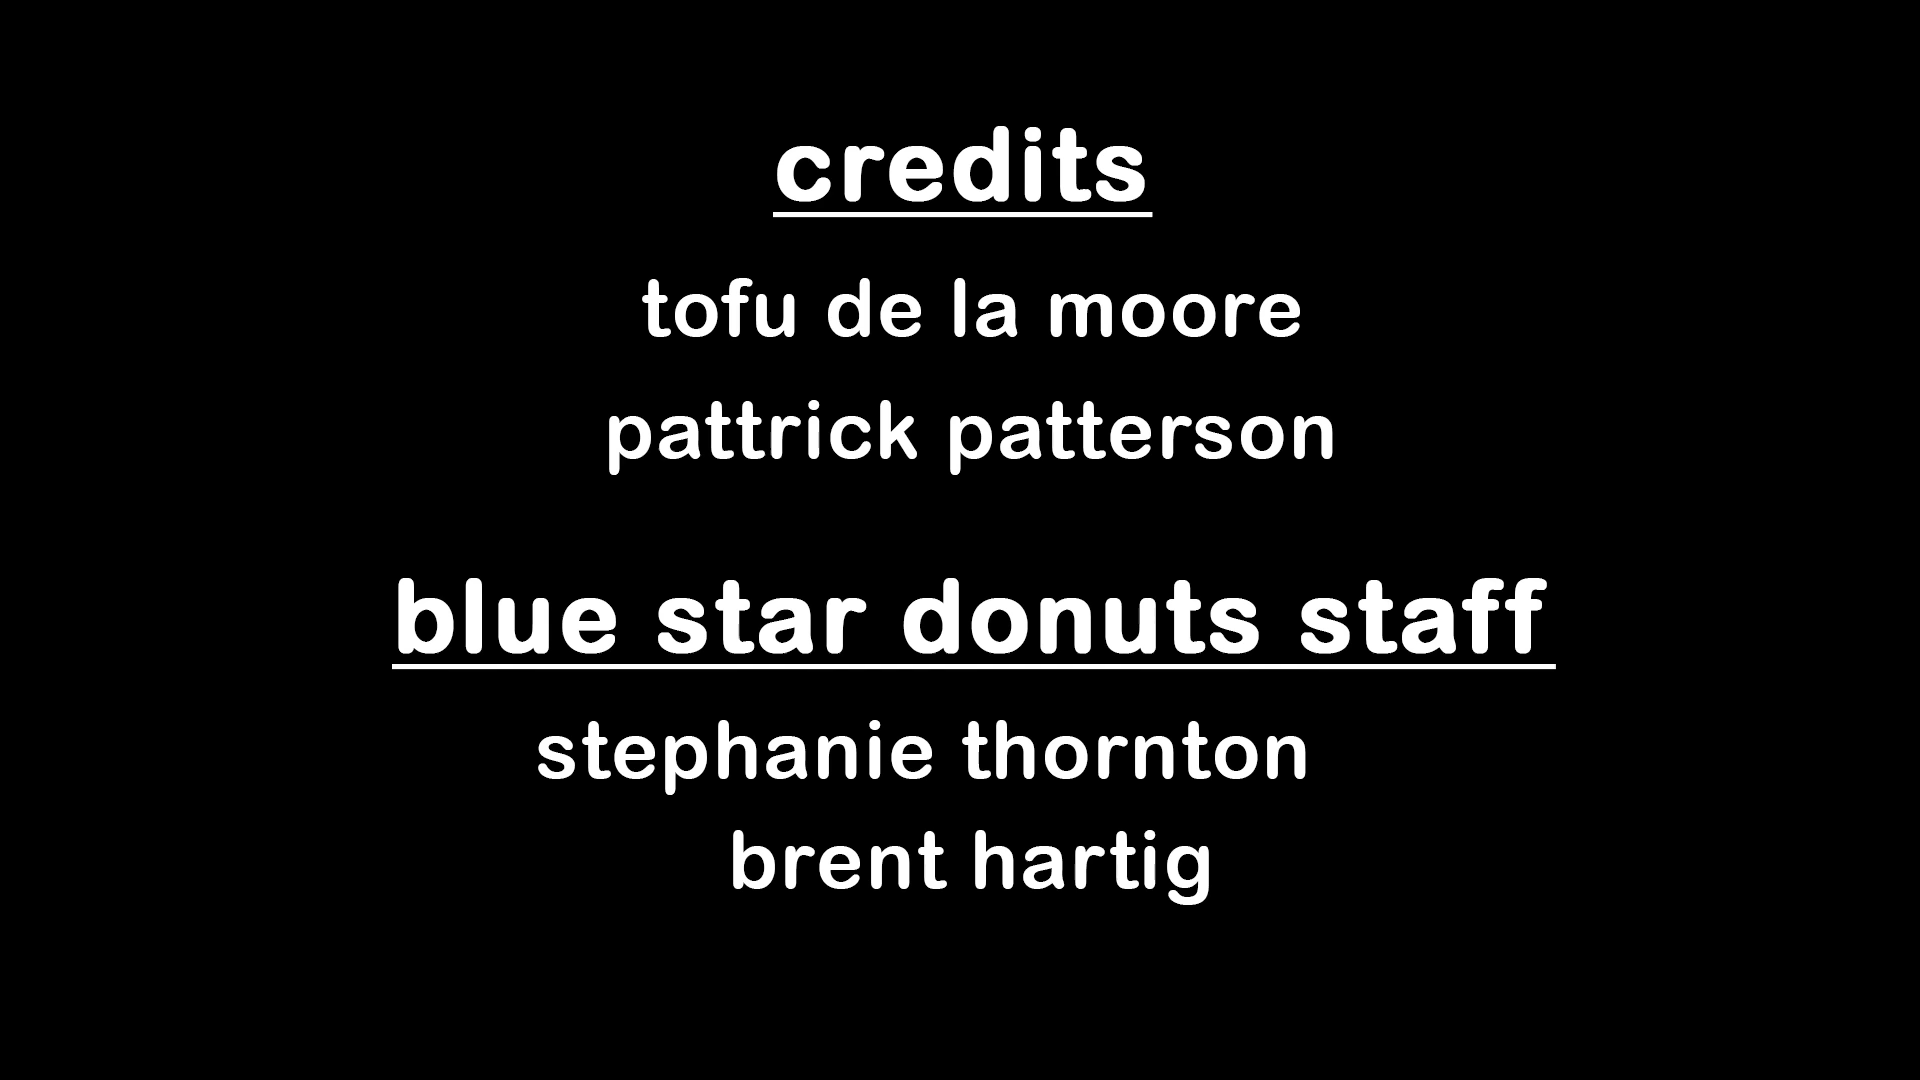 credits
tofu de la moore
pattrick patterson
blue star donuts staff
stephanie thornton
brent hartig